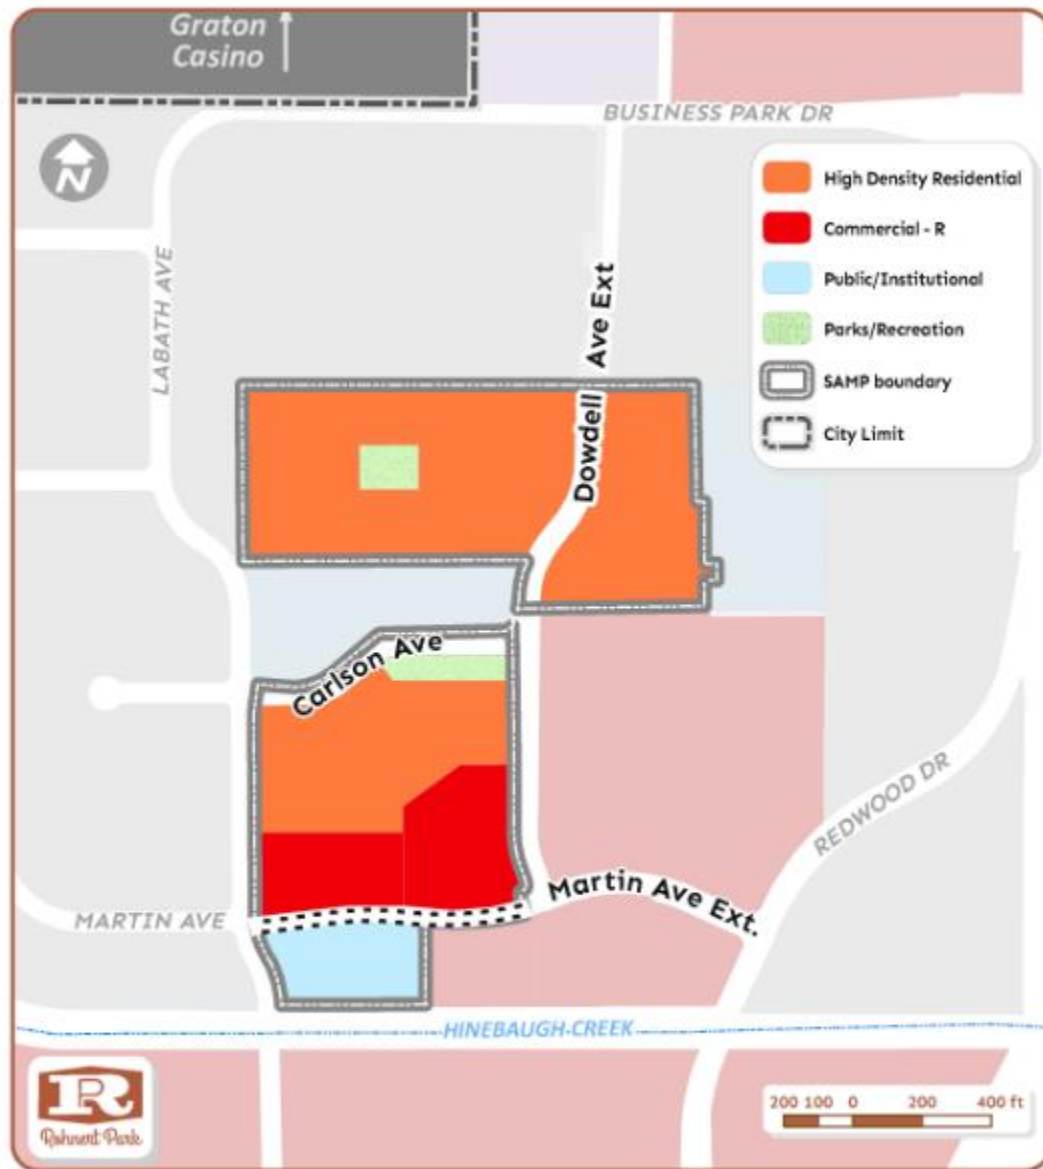 Graton
Casino
BUSINESS PARK DR
N
High Density Residential
Commercial - R
Public/Institutional
Parks/Recreation
SAMP boundary
City Limit
LABATH AVE
Dowdell Ave Ext
Carlson Ave
REDWOOD DR
MARTIN AVE
Martin Ave Ext.
HINEBAUGH CREEK
R
Rohnert Park
200 100 0 200 400 ft